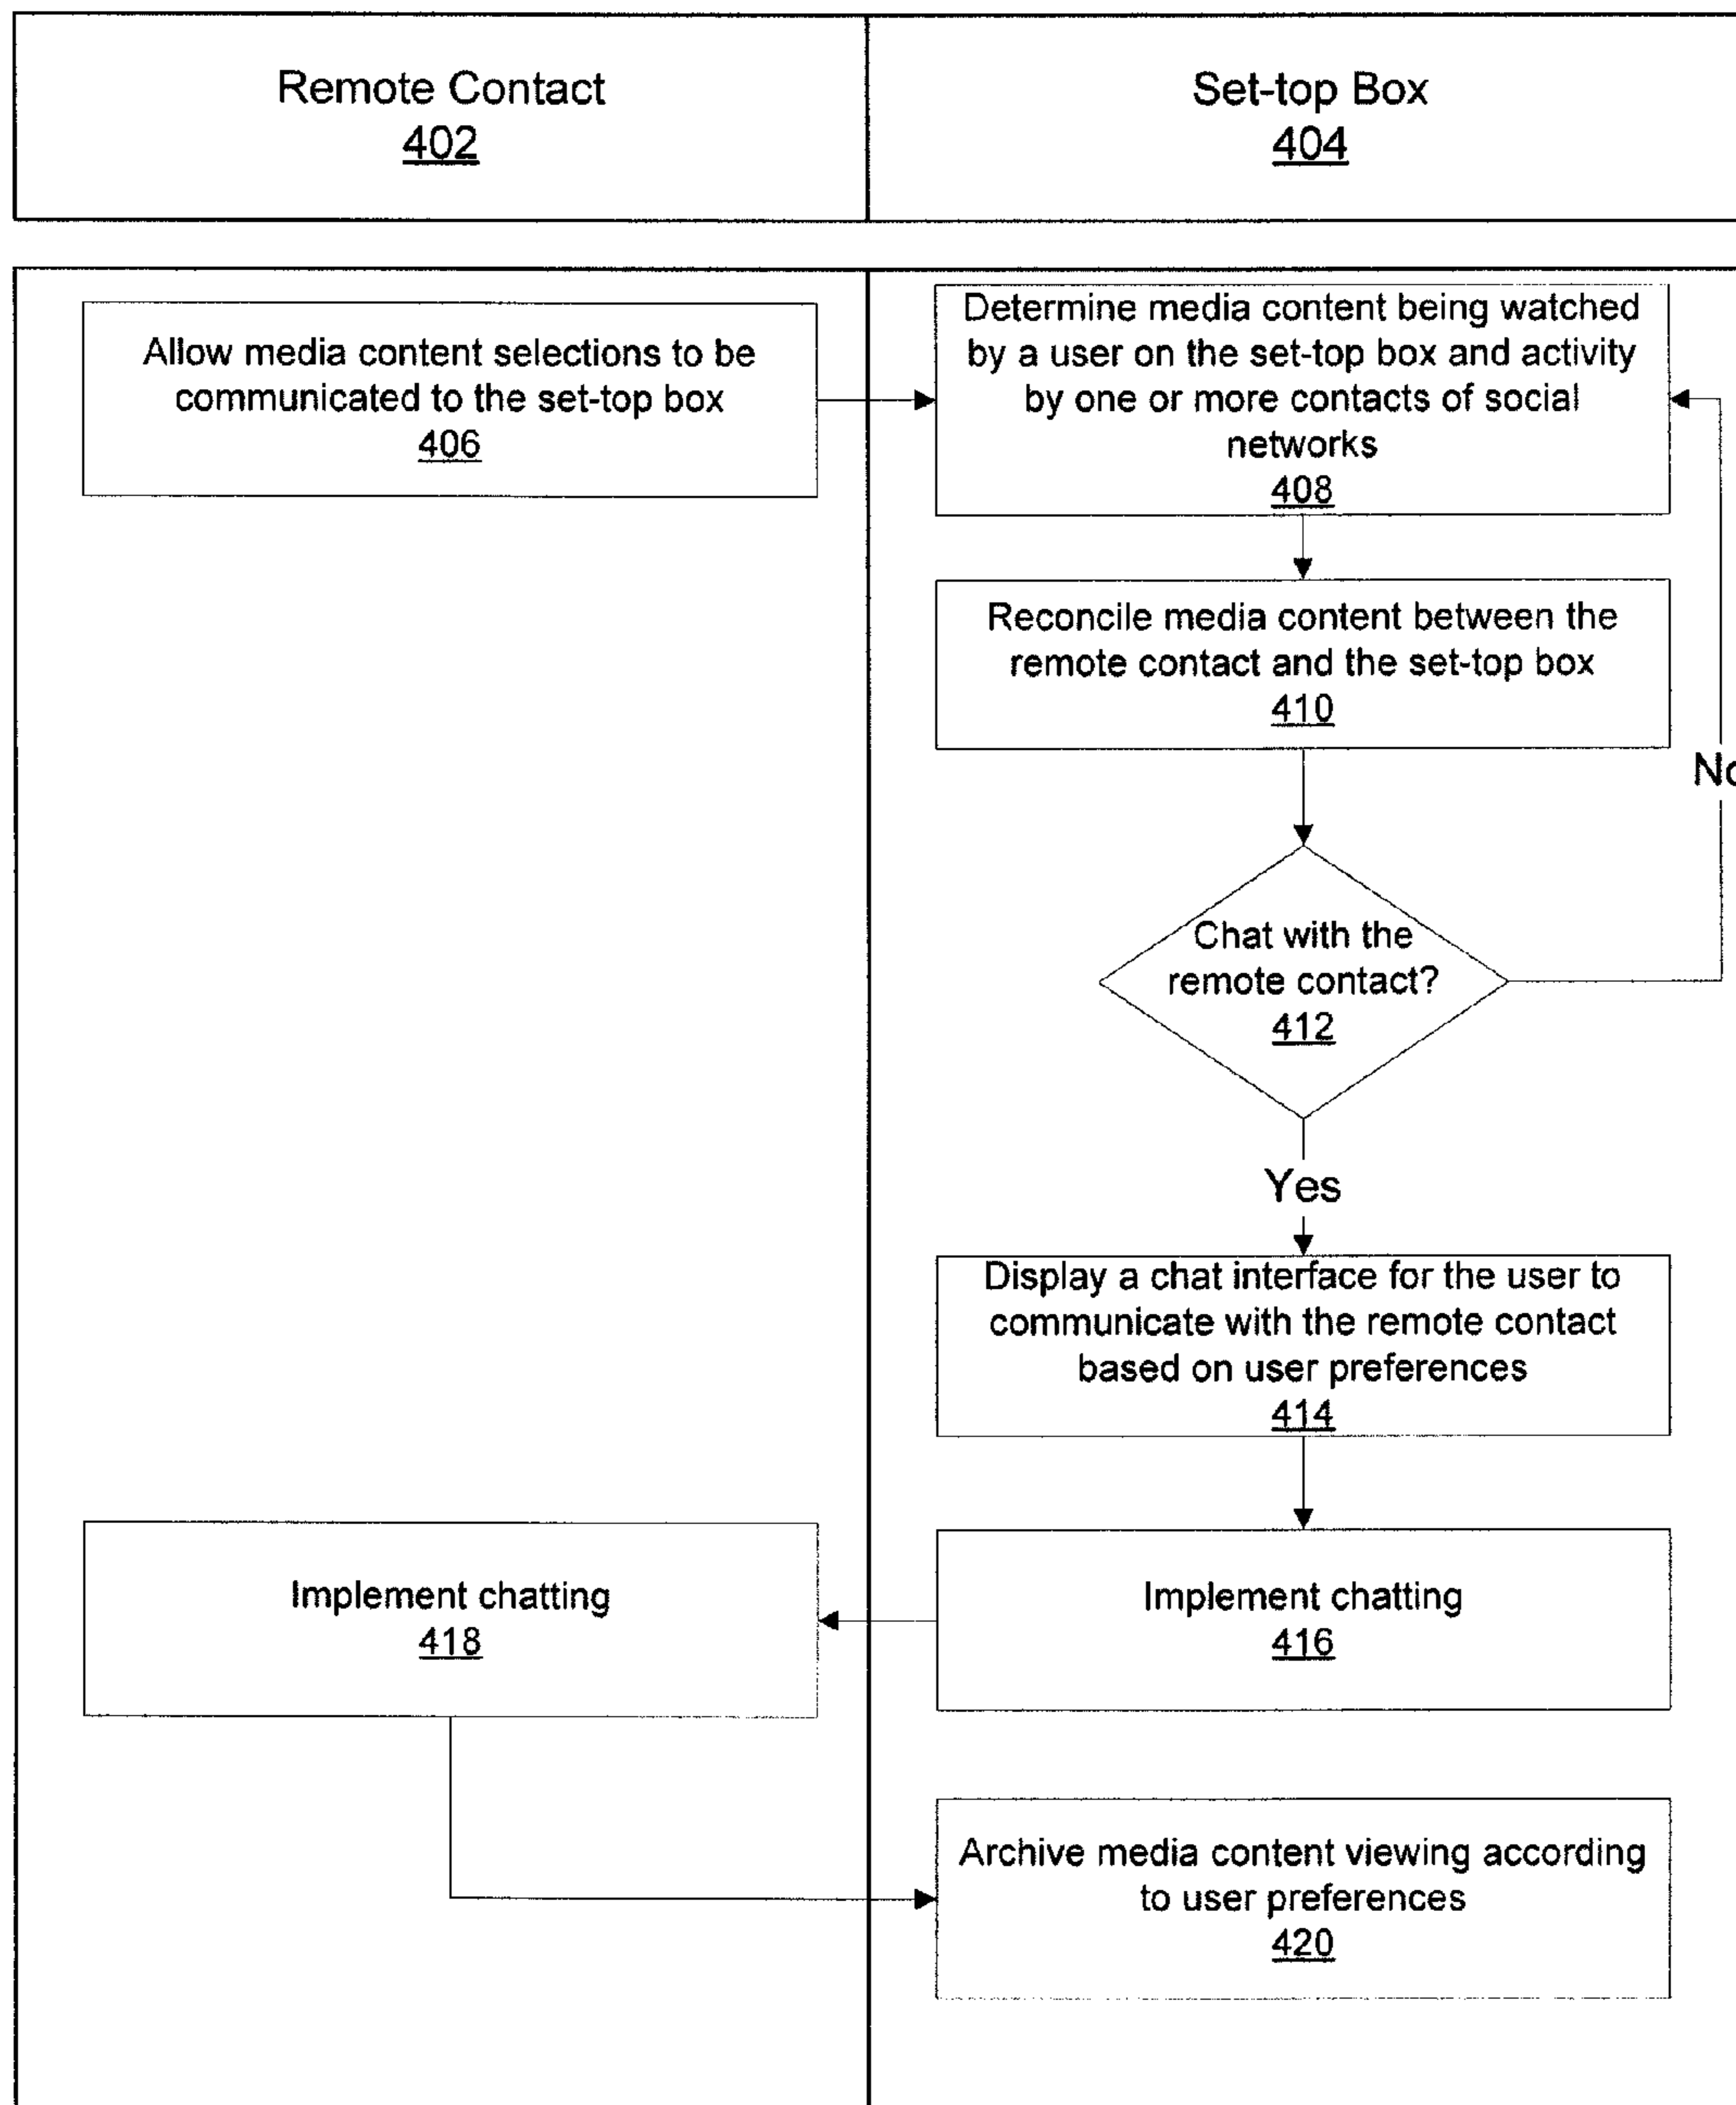 Remote Contact
402
Set-top Box
404
Allow media content selections to be
communicated to the set-top box
406
Determine media content being watched
by a user on the set-top box and activity
by one or more contacts of social
networks
408
Reconcile media content between the
remote contact and the set-top box
410
No
Chat with the
remote contact?
412
Yes
Display a chat interface for the user to
communicate with the remote contact
based on user preferences
414
Implement chatting
418
Implement chatting
416
Archive media content viewing according
to user preferences
420